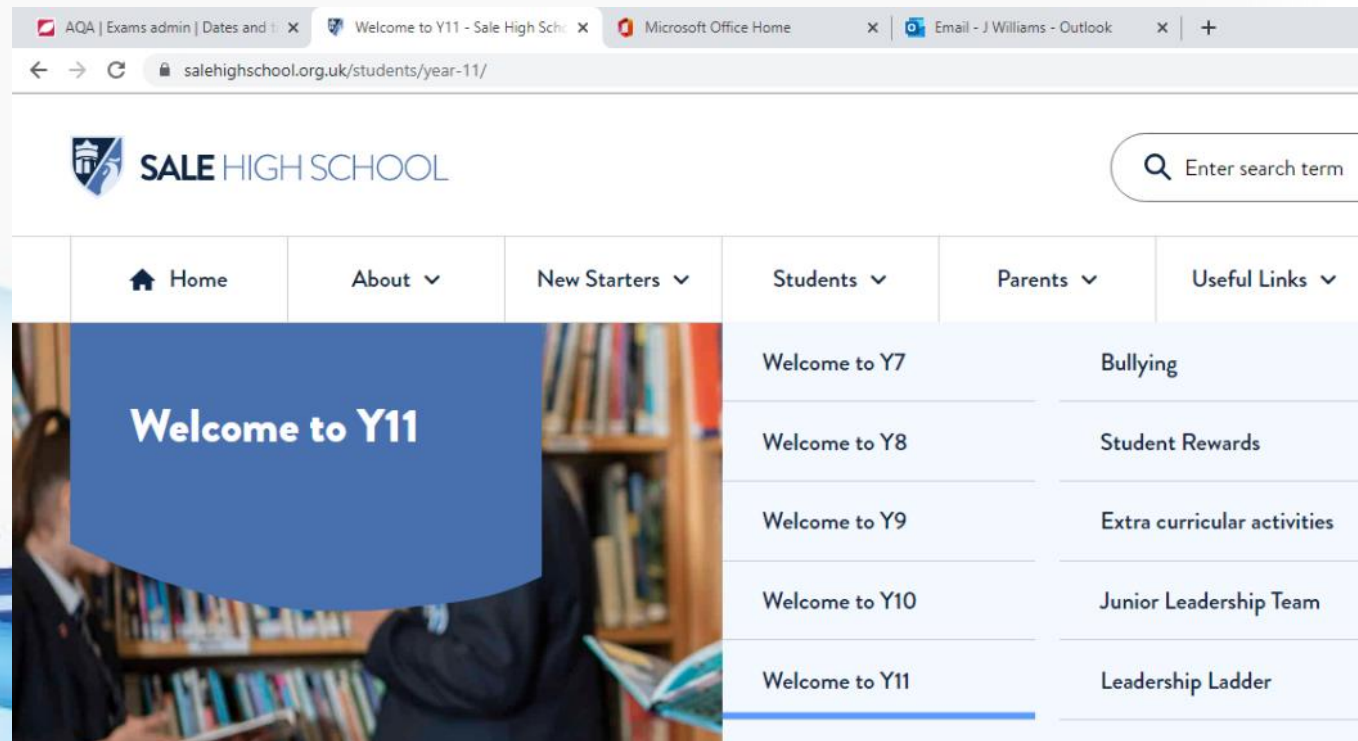 AQA | Exams admin | Dates and ti Welcome to Y11 - Sale High Scho Microsoft Office Home Email - J Williams - Outlook
salehighschool.org.uk/students/year-11/
SALE HIGH SCHOOL
Enter search term
Home About New Starters Students Parents Useful Links
Welcome to Y11
Welcome to Y7 Bullying
Welcome to Y8 Student Rewards
Welcome to Y9 Extra curricular activities
Welcome to Y10 Junior Leadership Team
Welcome to Y11 Leadership Ladder